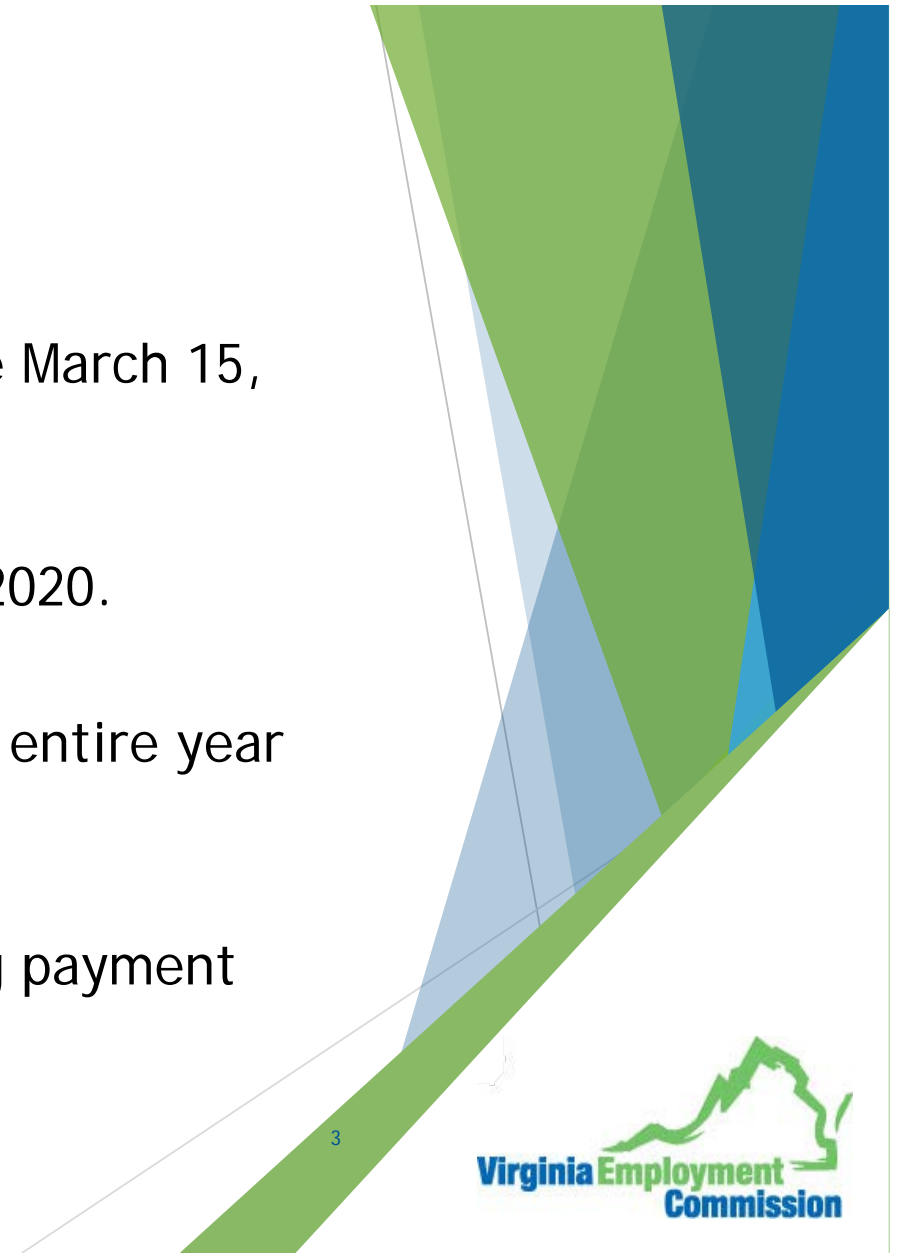 March 15,
2020.
entire year
payment
3
Virginia Employment
Commission